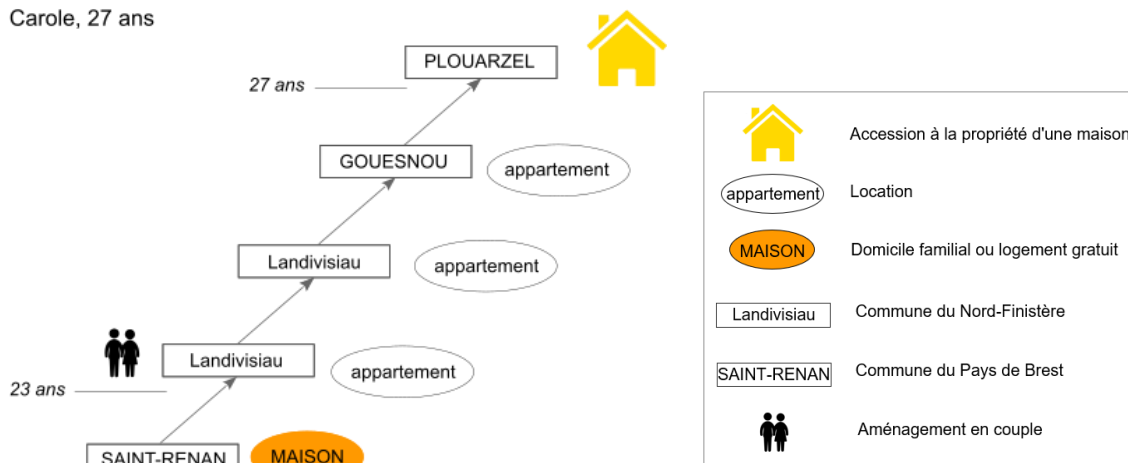 Carole, 27 ans
PLOUARZEL
27 ans
GOUESNOU
appartement
Landivisiau
appartement
Landivisiau
appartement
23 ans
SAINT-RENAN
MAISON
Accession à la propriété d'une maison
appartement
Location
MAISON
Domicile familial ou logement gratuit
Landivisiau
Commune du Nord-Finistère
SAINT-RENAN
Commune du Pays de Brest
Aménagement en couple